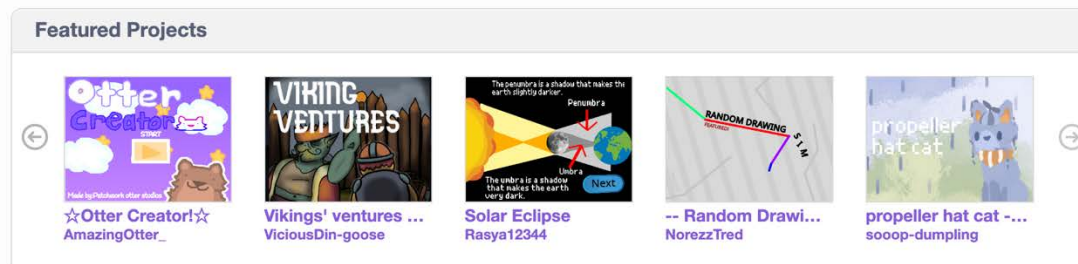 Featured Projects
Otter
Creator
START
Made by Patchwork otter studios
☆Otter Creator!☆
AmazingOtter_
VIKING
VENTURES
Vikings' ventures ...
ViciousDin-goose
The penumbra is a shadow that makes the
earth slightly darker.
Penumbra
Umbra
The umbra is a shadow
that makes the earth
very dark.
Next
Solar Eclipse
Rasya12344
RANDOM DRAWING
FEATURED!
SIM
-- Random Drawi...
NorezzTred
propeller
hat cat
propeller hat cat -...
sooop-dumpling